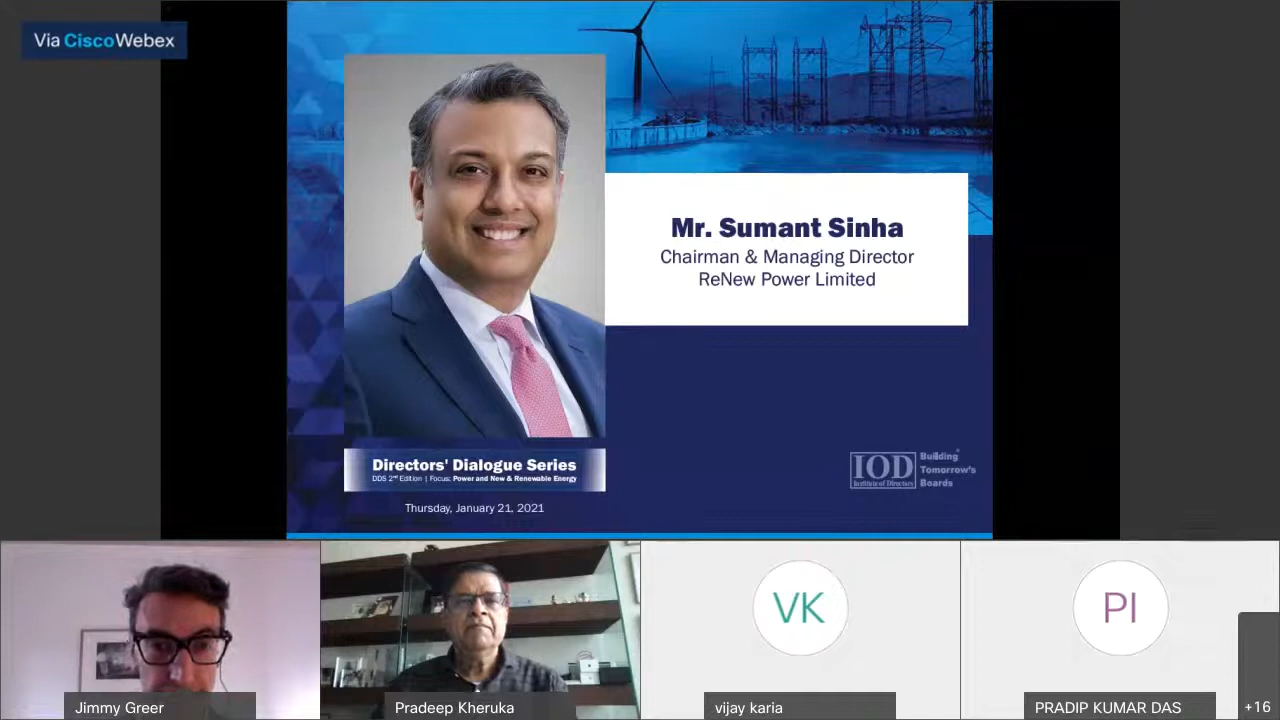 Via Cisco Webex
Mr. Sumant Sinha
Chairman & Managing Director
ReNew Power Limited
Directors' Dialogue Series
DDS 2nd Edition | Focus: Power and New & Renewable Energy
Thursday, January 21, 2021
IOD
Institute of Directors
Building
Tomorrow's
Boards
Jimmy Greer
Pradeep Kheruka
VK
vijay karia
PI
PRADIP KUMAR DAS
+16